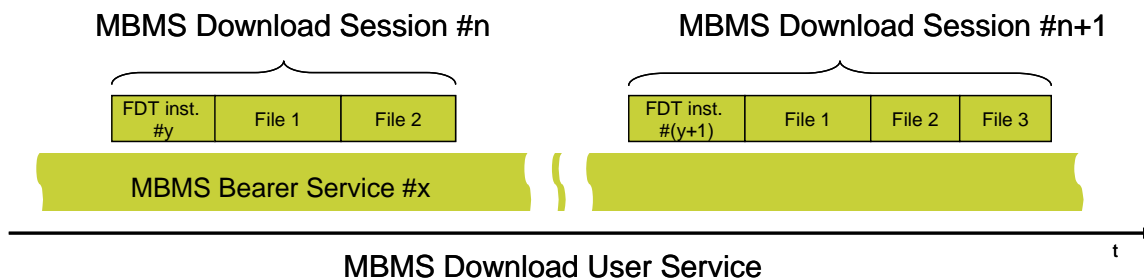 MBMS Download Session #n
MBMS Download Session #n+1
FDT inst.
#y
File 1
File 2
FDT inst.
#(y+1)
File 1
File 2
File 3
MBMS Bearer Service #x
t
MBMS Download User Service